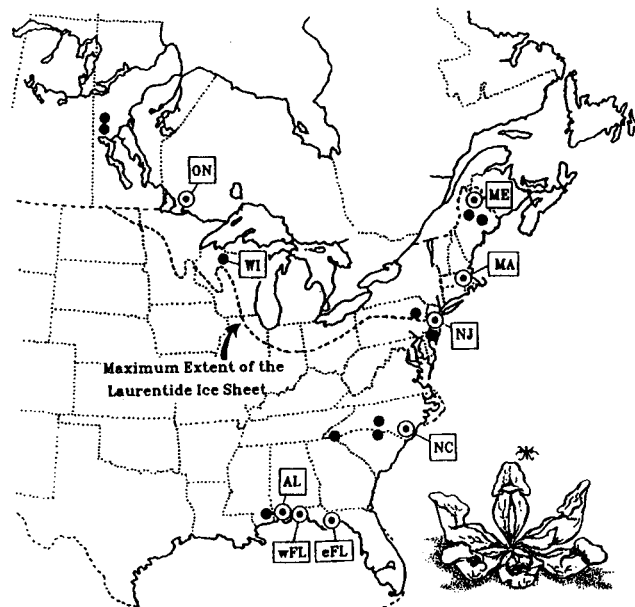 ON
ME
WI
MA
NJ
Maximum Extent of the
Laurentide Ice Sheet
NC
AL
wFL
eFL